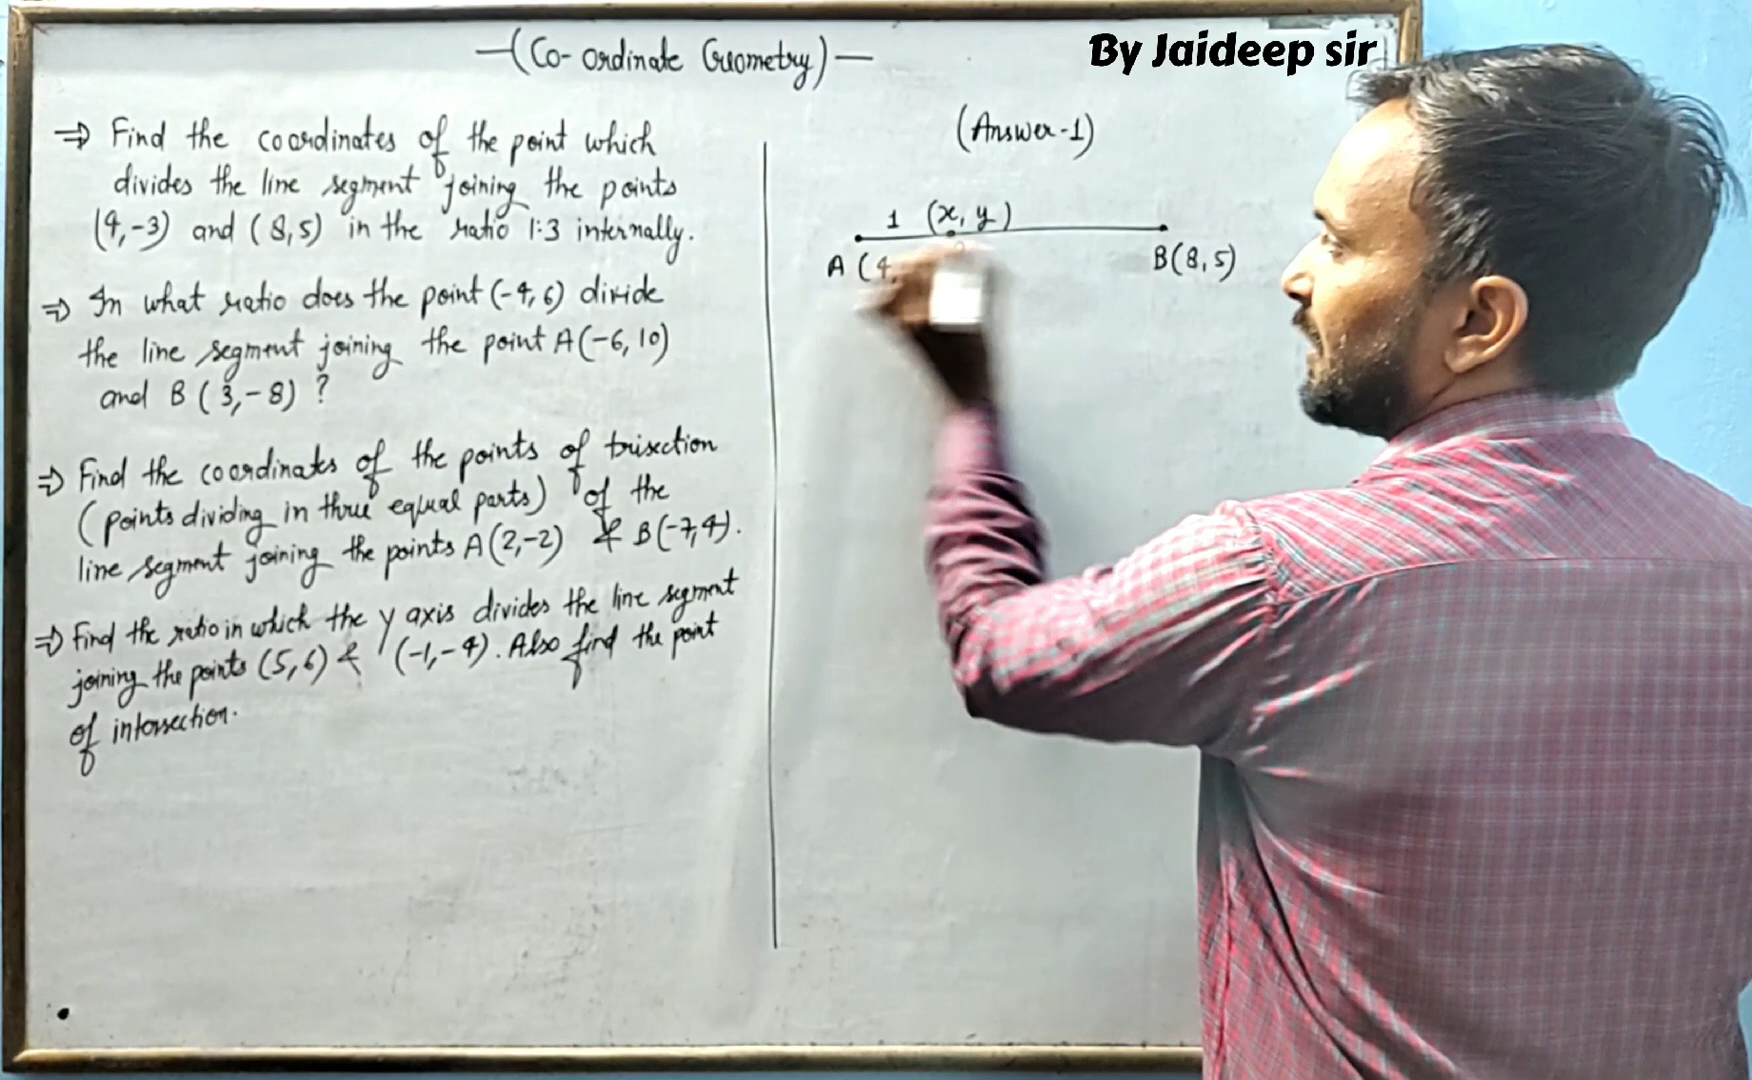 (Co-ordinate Geometry)
By Jaideep sir
⇒ Find the coordinates of the point which
divides the line segment joining the points
(4,-3) and (8,5) in the ratio 1:3 internally.
⇒ In what ratio does the point (-4,6) divide
the line segment joining the point A(-6,10)
and B(3,-8)?
⇒ Find the coordinates of the points of trisection
(points dividing in three equal parts) of the
line segment joining the points A(2,-2) & B(-7,4).
⇒ Find the ratio in which the y axis divides the line segment
joining the points (5,6) & (-1,-4). Also find the point
of intersection.
(Answer-1)
1 (x, y)
A (4, B(8,5)